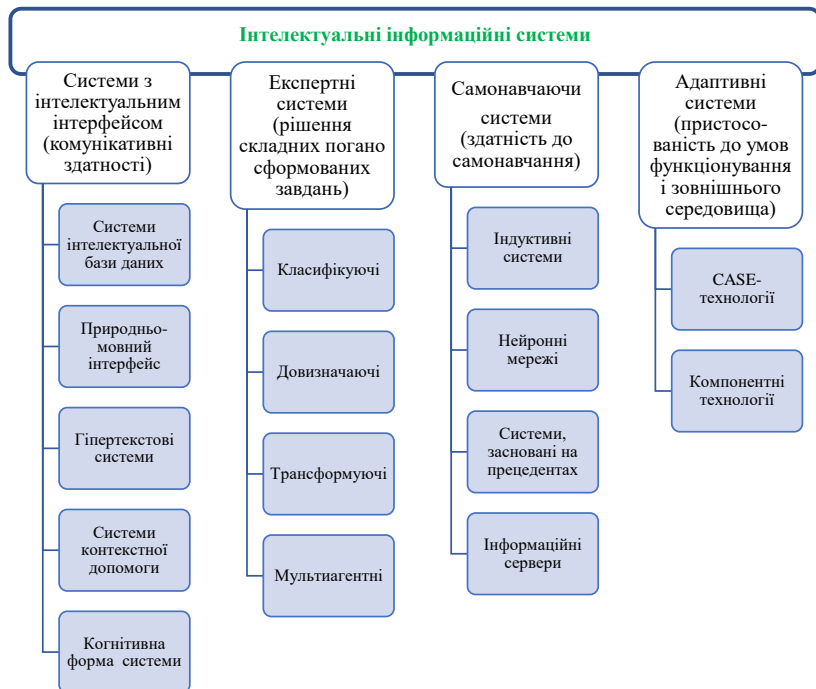 Інтелектуальні інформаційні системи
Системи з
інтелектуальним
інтерфейсом
(комунікативні
здатності)
Системи
інтелектуальної
бази даних
Природньо-
мовний
інтерфейс
Гіпертекстові
системи
Системи
контекстної
допомоги
Когнітивна
форма системи
Експертні
системи
(рішення
складних погано
сформованих
завдань)
Класифікуючі
Довизначаючі
Трансформуючі
Мультиагентні
Самонавчаючи
системи
(здатність до
самонавчання)
Індуктивні
системи
Нейронні
мережі
Системи,
засновані на
прецедентах
Інформаційні
сервери
Адаптивні
системи
(пристосо-
ваність до умов
функціонування
і зовнішнього
середовища)
CASE-
технології
Компонентні
технології